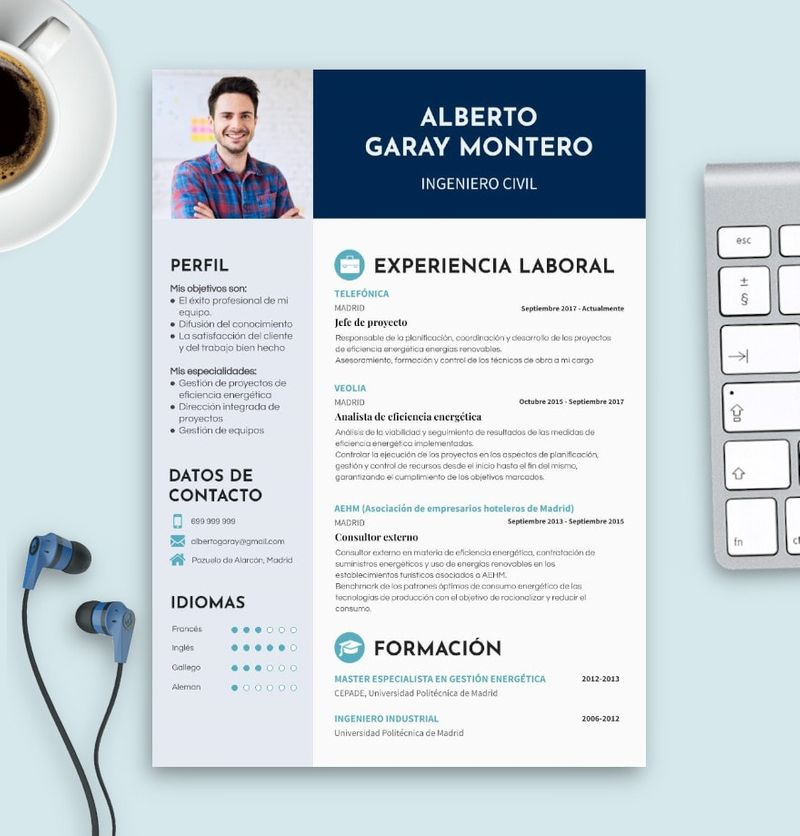 ALBERTO
GARAY MONTERO
INGENIERO CIVIL
PERFIL
Mis objetivos son:
El éxito profesional de mi
equipo.
Difusión del conocimiento
La satisfacción del cliente
y del trabajo bien hecho
Mis especialidades:
Gestión de proyectos de
eficiencia energética
Dirección integrada de
proyectos
Gestión de equipos
DATOS DE
CONTACTO
699 999 999
albertogaray@gmail.com
Pozuelo de Alarcón, Madrid
IDIOMAS
Francés
Inglés
Gallego
Aleman
EXPERIENCIA LABORAL
TELEFÓNICA
MADRID
Septiembre 2017 - Actualmente
Jefe de proyecto
Responsable de la planificación, coordinación y desarrollo de los proyectos
de eficiencia energética energías renovables.
Asesoramiento, formación y control de los técnicos de obra a mi cargo
VEOLIA
MADRID
Octubre 2015 - Septiembre 2017
Analista de eficiencia energética
Análisis de la viabilidad y seguimiento de resultados de las medidas de
eficiencia energética implementadas.
Controlar la ejecución de los proyectos en los aspectos de planificación,
gestión y control de recursos desde el inicio hasta el fin del mismo,
garantizando el cumplimiento de los objetivos marcados.
AEHM (Asociación de empresarios hoteleros de Madrid)
MADRID
Septiembre 2013 - Septiembre 2015
Consultor externo
Consultor externo en materia de eficiencia energética, contratación de
suministros energéticos y uso de energías renovables en los
establecimientos turísticos asociados a AEHM.
Benchmark de los patrones óptimos de consumo energético de las
tecnologías de producción con el objetivo de racionalizar y reducir el
consumo.
FORMACIÓN
MASTER ESPECIALISTA EN GESTIÓN ENERGÉTICA
2012-2013
CEPADE, Universidad Politécnica de Madrid
INGENIERO INDUSTRIAL
2006-2012
Universidad Politécnica de Madrid
esc
±
§
fn